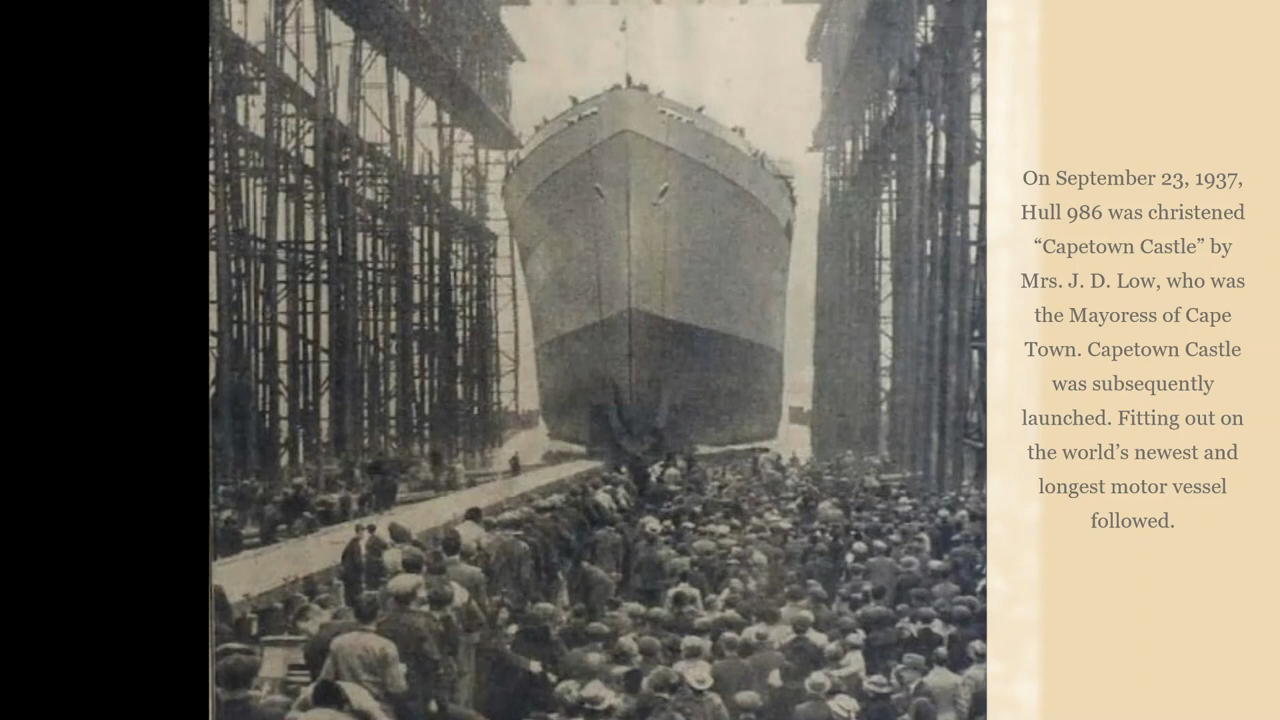 On September 23, 1937,
Hull 986 was christened
“Capetown Castle” by
Mrs. J. D. Low, who was
the Mayoress of Cape
Town. Capetown Castle
was subsequently
launched. Fitting out on
the world’s newest and
longest motor vessel
followed.